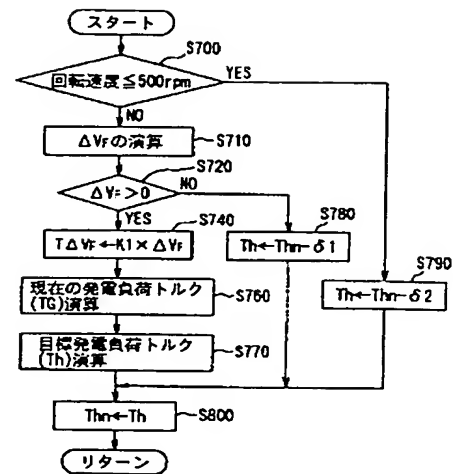 スタート
S700
回転速度≦500rpm
YES
NO
ΔVFの演算
S710
S720
ΔVF>0
NO
YES
S740
TΔVF←K1×ΔVF
S780
Th←Thn-δ1
S790
Th←Thn-δ2
現在の発電負荷トルク
(TG)演算
S760
目標発電負荷トルク
(Th)演算
S770
Thn←Th
S800
リターン